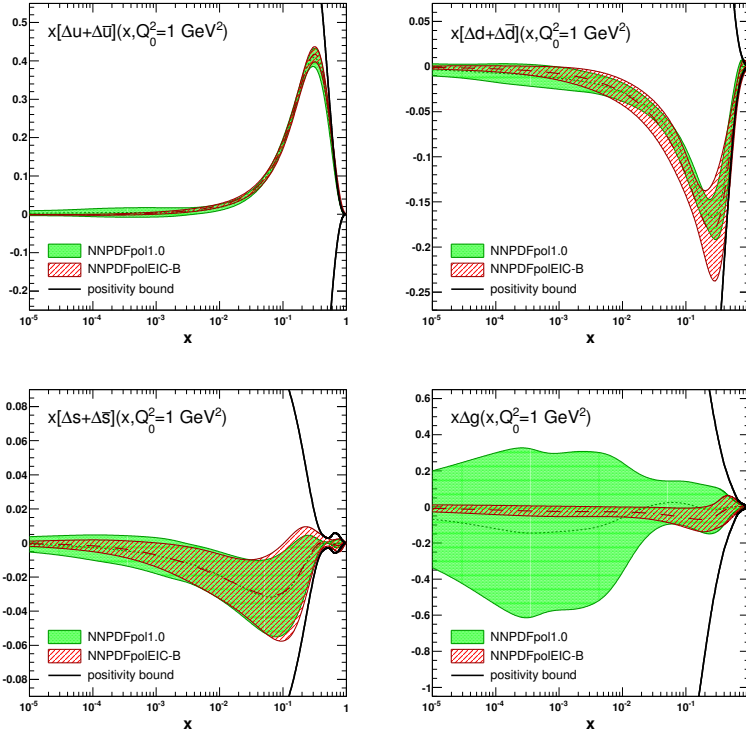 x[Δu+Δū](x,Q₀²=1 GeV²)
0.5
0.4
0.3
0.2
0.1
0
-0.1
-0.2
NNPDFpol1.0
NNPDFpolEIC-B
positivity bound
10⁻⁵ 10⁻⁴ 10⁻³ 10⁻² 10⁻¹ 1
x
x[Δd+Δd̄](x,Q₀²=1 GeV²)
0.05
0
-0.05
-0.1
-0.15
-0.2
-0.25
NNPDFpol1.0
NNPDFpolEIC-B
positivity bound
10⁻⁵ 10⁻⁴ 10⁻³ 10⁻² 10⁻¹
x
x[Δs+Δs̄](x,Q₀²=1 GeV²)
0.08
0.06
0.04
0.02
0
-0.02
-0.04
-0.06
-0.08
NNPDFpol1.0
NNPDFpolEIC-B
positivity bound
10⁻⁵ 10⁻⁴ 10⁻³ 10⁻² 10⁻¹ 1
x
xΔg(x,Q₀²=1 GeV²)
0.6
0.4
0.2
-0
-0.2
-0.4
-0.6
-0.8
-1
NNPDFpol1.0
NNPDFpolEIC-B
positivity bound
10⁻⁵ 10⁻⁴ 10⁻³ 10⁻² 10⁻¹
x